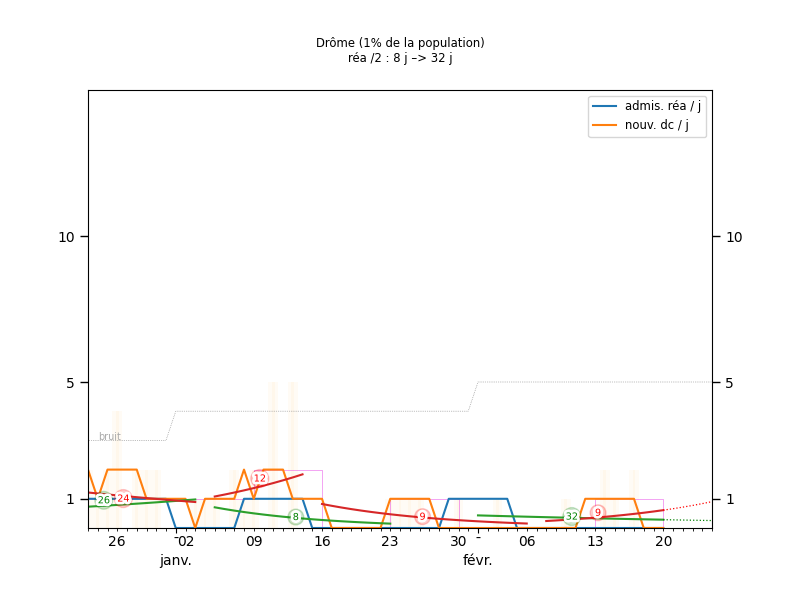 Drôme (1% de la population)
réa /2 : 8 j –> 32 j
admis. réa / j
nouv. dc / j
10 10
5 5
bruit
12
26 24 9 32 9
8
1 1
26 02 09 16 23 30 - 06 13 20
janv. févr.